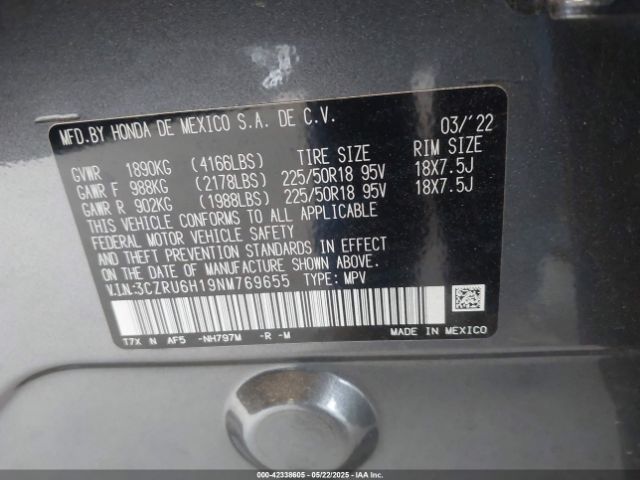 MFD.BY HONDA DE MEXICO S.A. DE C.V. 03/'22
GVWR 1890KG (4166LBS) TIRE SIZE RIM SIZE
GAWR F 988KG (2178LBS) 225/50R18 95V 18X7.5J
GAWR R 902KG (1988LBS) 225/50R18 95V 18X7.5J
THIS VEHICLE CONFORMS TO ALL APPLICABLE
FEDERAL MOTOR VEHICLE SAFETY
AND THEFT PREVENTION STANDARDS IN EFFECT
ON THE DATE OF MANUFACTURE SHOWN ABOVE.
V.I.N:3CZRU6H19NM769655 TYPE: MPV
T7X N AF5 -NH797M -R -M
MADE IN MEXICO
000-42338605 - 05/22/2025 - IAA Inc.